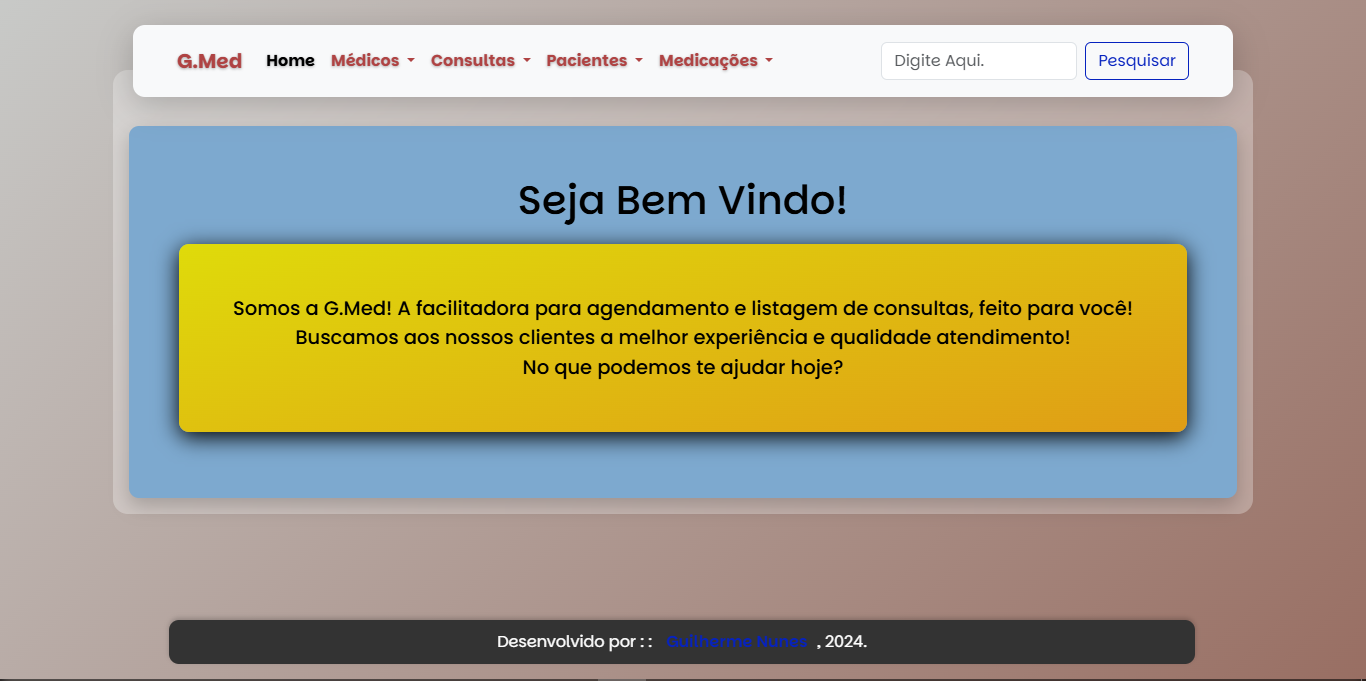 G.Med Home Médicos Consultas Pacientes Medicações Digite Aqui. Pesquisar
Seja Bem Vindo!
Somos a G.Med! A facilitadora para agendamento e listagem de consultas, feito para você!
Buscamos aos nossos clientes a melhor experiência e qualidade atendimento!
No que podemos te ajudar hoje?
Desenvolvido por : : Guilherme Nunes , 2024.